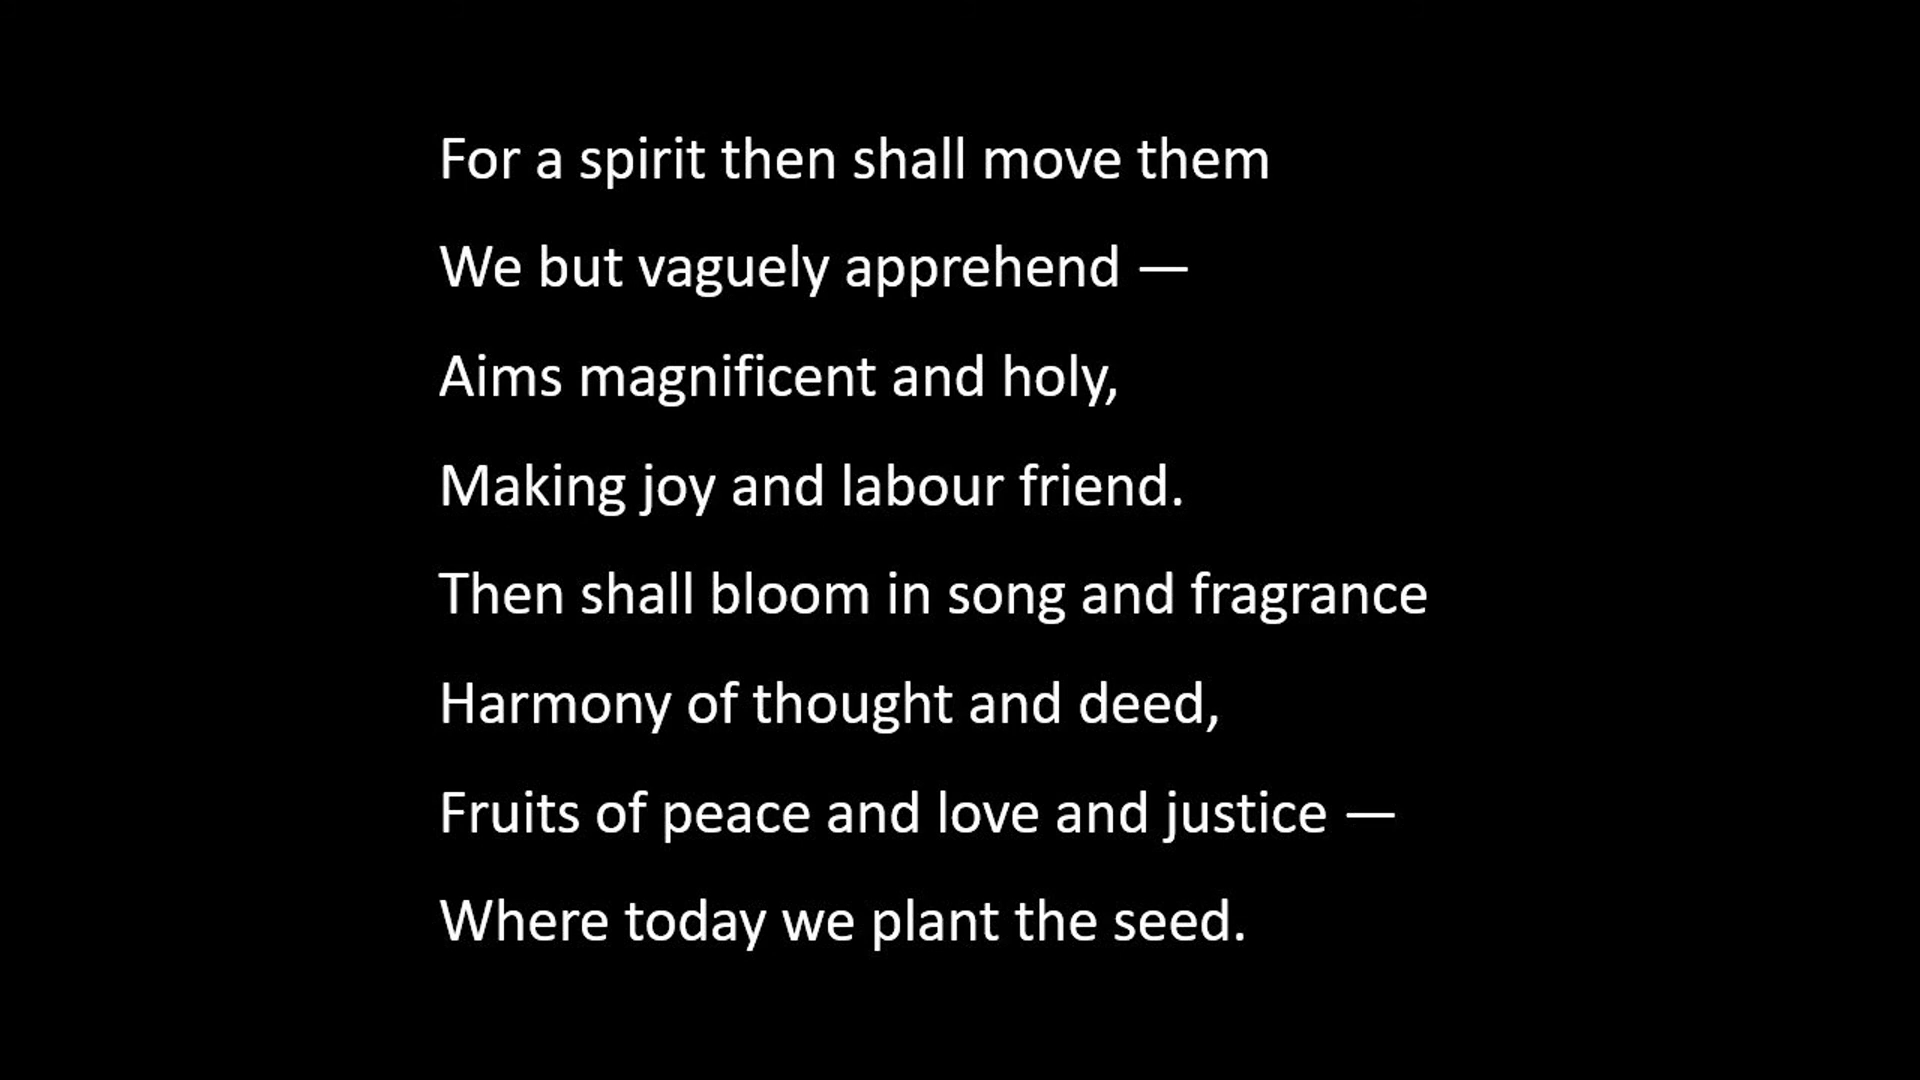 For a spirit then shall move them
We but vaguely apprehend —
Aims magnificent and holy,
Making joy and labour friend.
Then shall bloom in song and fragrance
Harmony of thought and deed,
Fruits of peace and love and justice —
Where today we plant the seed.